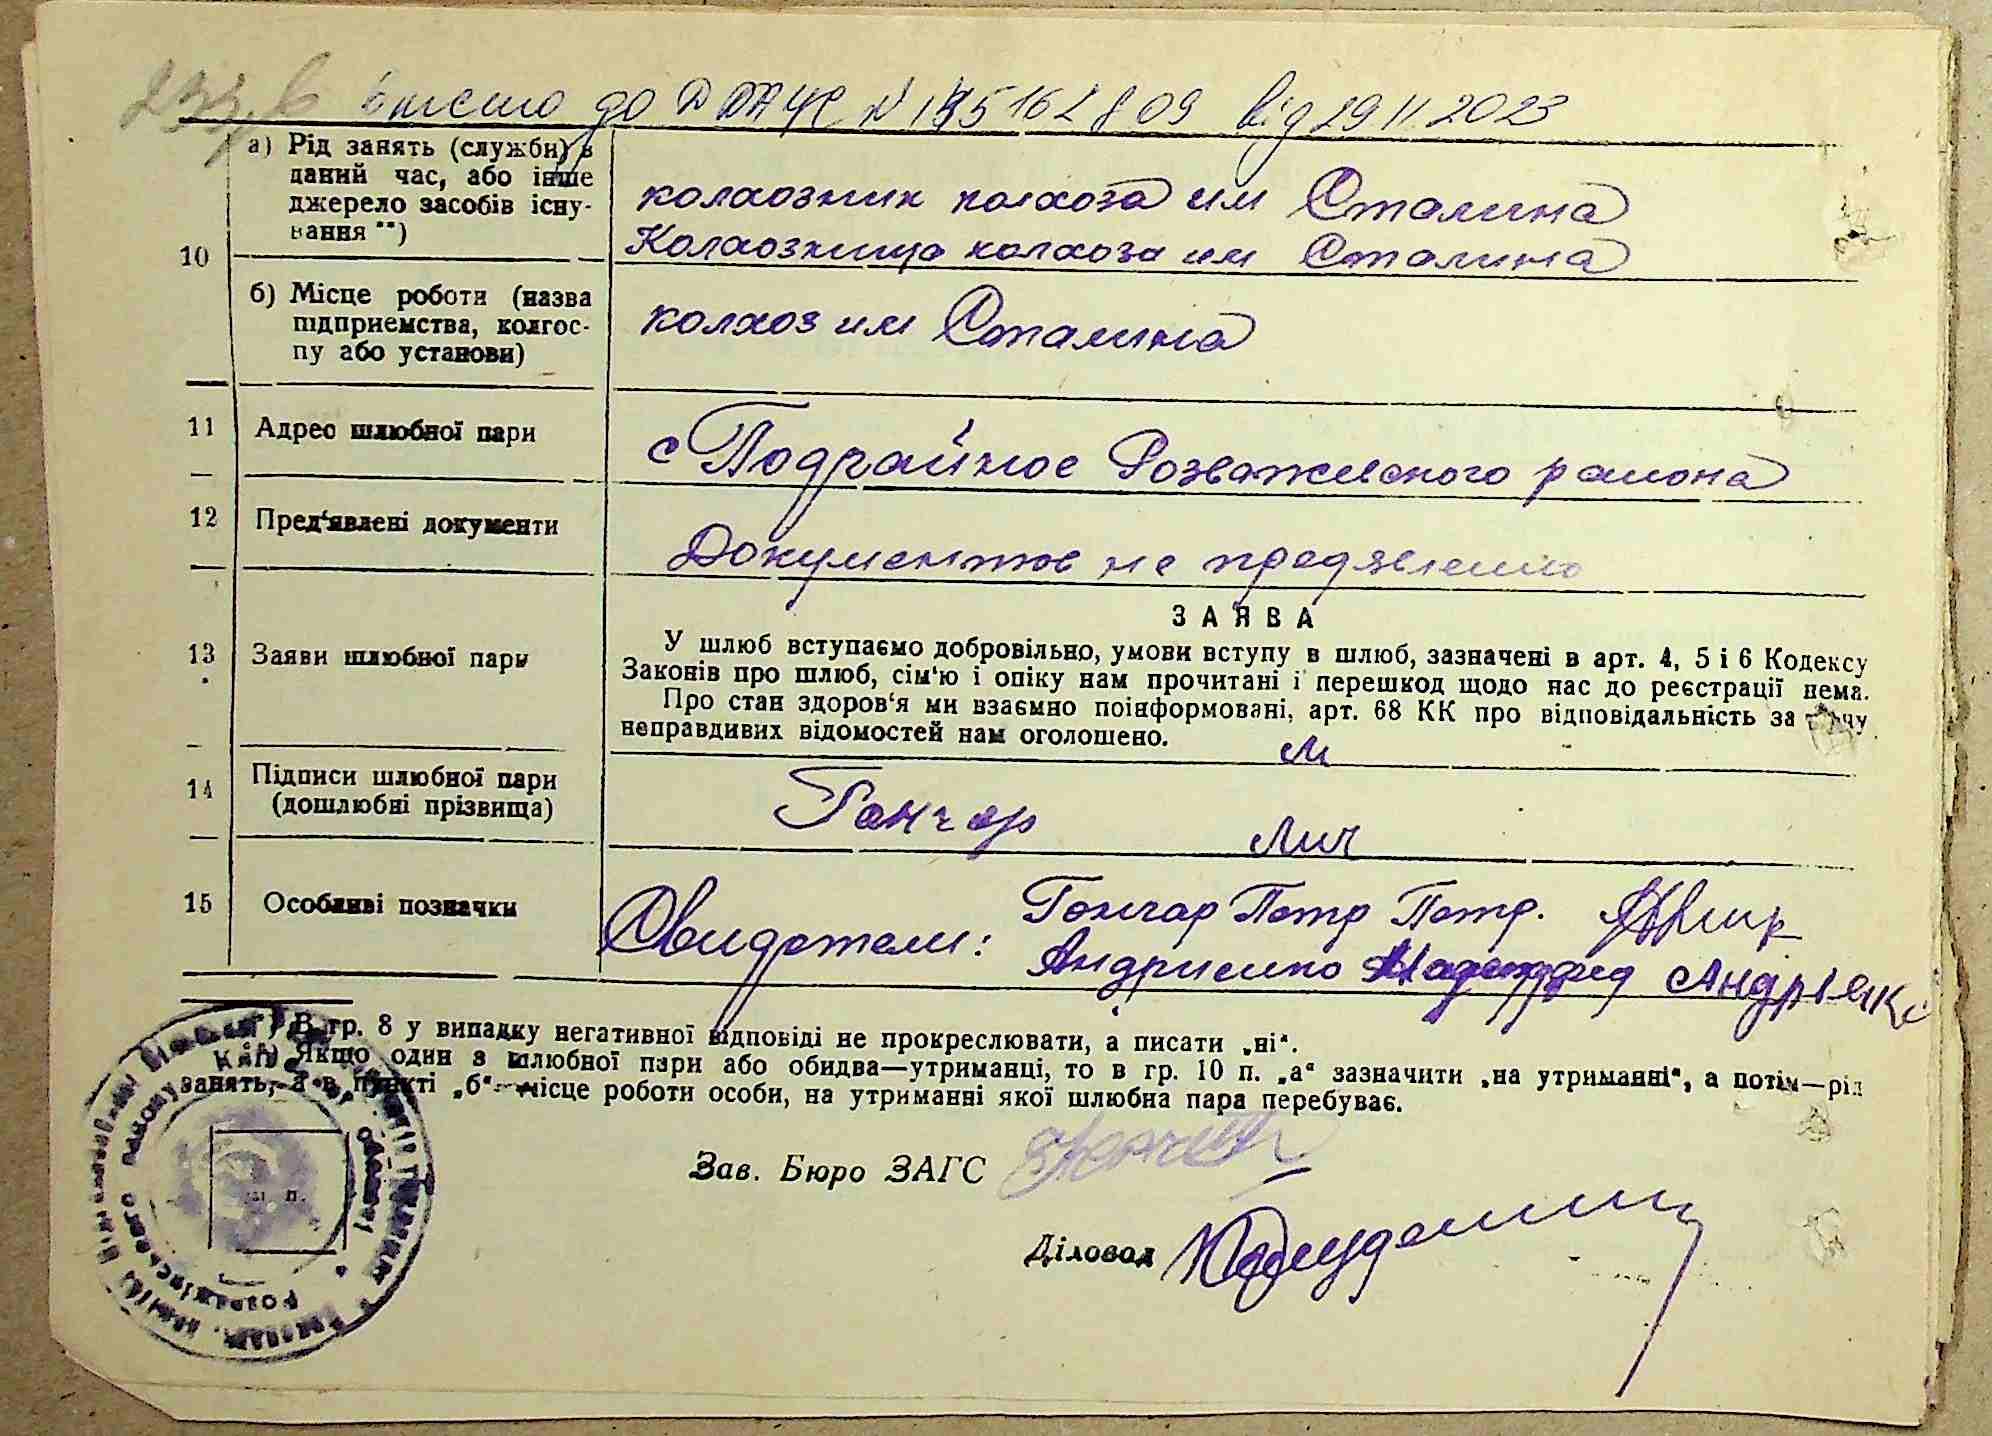 до ДРАЦС N від 29 11 2023
10
а) Рід занять (служби) в
даний час, або інше
джерело засобів існу-
вання **)
колхозник колхоза им Сталина
Колхозница колхоза им Сталина
б) Місце роботи (назва
підприемства, колгос-
пу або установи)
колхоз им Сталина
11 Адрес шлюбної пари
с Подрайное Розважевского района
12 Пред'явлені документи
Документов не предявлено
13 Заяви шлюбної пари
ЗАЯВА
У шлюб вступаємо добровільно, умови вступу в шлюб, зазначені в арт. 4, 5 і 6 Кодексу
Законів про шлюб, сім'ю і опіку нам прочитані і перешкод щодо нас до реєстрації нема.
Про стан здоров'я ми взаємно поінформовані, арт. 68 КК про відповідальність за дачу
неправдивих відомостей нам оголошено.
14 Підписи шлюбної пари
(дошлюбні прізвища)
Гончар
15 Особливі позначки
Свидетели: Гончар Петр Петр.
Андриенко Андрієнко
*) В гр. 8 у випадку негативної відповіді не прокреслювати, а писати „ні“.
**) Якщо один з шлюбної пари або обидва—утриманці, то в гр. 10 п. „а“ зазначити „на утриманні“, а потім—рід
занять, а в пункті „б“—місце роботи особи, на утриманні якої шлюбна пара перебуває.
Зав. Бюро ЗАГС
Діловод
м. п.